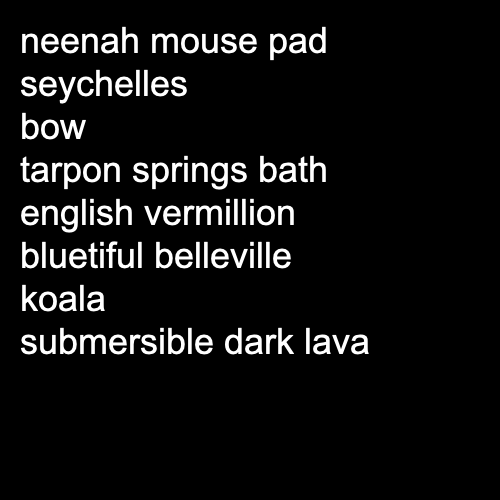 neenah mouse pad
seychelles
bow
tarpon springs bath
english vermillion
bluetiful belleville
koala
submersible dark lava